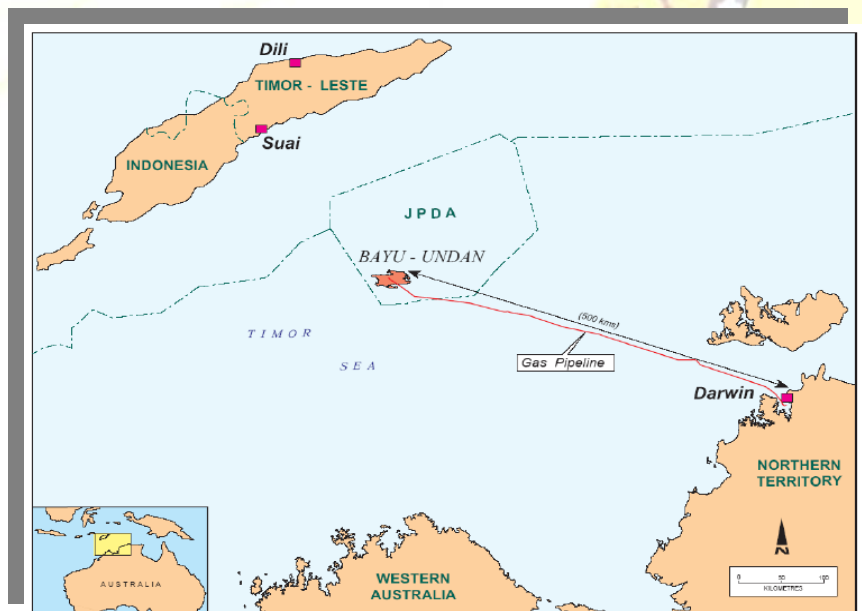 Dili
TIMOR - LESTE
Suai
INDONESIA
JPDA
BAYU - UNDAN
(500 kms)
TIMOR
SEA
Gas Pipeline
Darwin
NORTHERN
TERRITORY
N
0 50 100
KILOMETRES
AUSTRALIA
WESTERN
AUSTRALIA